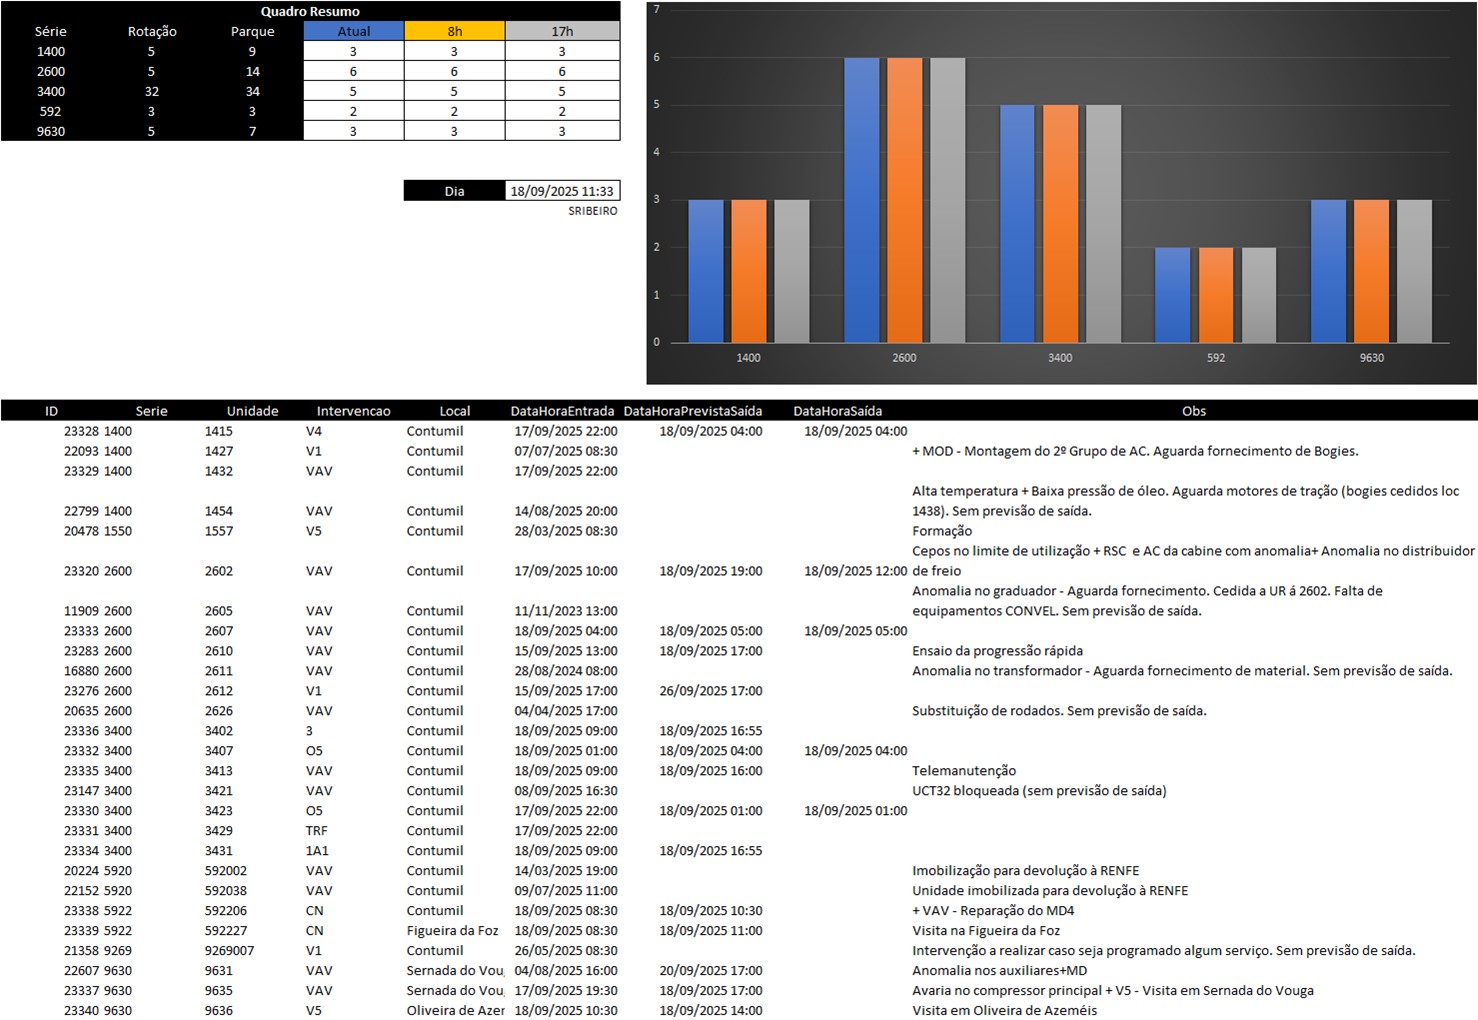 Quadro Resumo
Série Rotação Parque Atual 8h 17h
1400 5 9 3 3 3
2600 5 14 6 6 6
3400 32 34 5 5 5
592 3 3 2 2 2
9630 5 7 3 3 3
Dia 18/09/2025 11:33
SRIBEIRO
7
6
5
4
3
2
1
0
1400 2600 3400 592 9630
ID Serie Unidade Intervencao Local DataHoraEntrada DataHoraPrevistaSaída DataHoraSaída Obs
23328 1400 1415 V4 Contumil 17/09/2025 22:00 18/09/2025 04:00 18/09/2025 04:00
22093 1400 1427 V1 Contumil 07/07/2025 08:30 + MOD - Montagem do 2º Grupo de AC. Aguarda fornecimento de Bogies.
23329 1400 1432 VAV Contumil 17/09/2025 22:00
Alta temperatura + Baixa pressão de óleo. Aguarda motores de tração (bogies cedidos loc
22799 1400 1454 VAV Contumil 14/08/2025 20:00 1438). Sem previsão de saída.
20478 1550 1557 V5 Contumil 28/03/2025 08:30 Formação
Cepos no limite de utilização + RSC e AC da cabine com anomalia+ Anomalia no distribuidor
23320 2600 2602 VAV Contumil 17/09/2025 10:00 18/09/2025 19:00 18/09/2025 12:00 de freio
Anomalia no graduador - Aguarda fornecimento. Cedida a UR á 2602. Falta de
11909 2600 2605 VAV Contumil 11/11/2023 13:00 equipamentos CONVEL. Sem previsão de saída.
23333 2600 2607 VAV Contumil 18/09/2025 04:00 18/09/2025 05:00 18/09/2025 05:00
23283 2600 2610 VAV Contumil 15/09/2025 13:00 18/09/2025 17:00 Ensaio da progressão rápida
16880 2600 2611 VAV Contumil 28/08/2024 08:00 Anomalia no transformador - Aguarda fornecimento de material. Sem previsão de saída.
23276 2600 2612 V1 Contumil 15/09/2025 17:00 26/09/2025 17:00
20635 2600 2626 VAV Contumil 04/04/2025 17:00 Substituição de rodados. Sem previsão de saída.
23336 3400 3402 3 Contumil 18/09/2025 09:00 18/09/2025 16:55
23332 3400 3407 O5 Contumil 18/09/2025 01:00 18/09/2025 04:00 18/09/2025 04:00
23335 3400 3413 VAV Contumil 18/09/2025 09:00 18/09/2025 16:00 Telemanutenção
23147 3400 3421 VAV Contumil 08/09/2025 16:30 UCT32 bloqueada (sem previsão de saída)
23330 3400 3423 O5 Contumil 17/09/2025 22:00 18/09/2025 01:00 18/09/2025 01:00
23331 3400 3429 TRF Contumil 17/09/2025 22:00
23334 3400 3431 1A1 Contumil 18/09/2025 09:00 18/09/2025 16:55
20224 5920 592002 VAV Contumil 14/03/2025 19:00 Imobilização para devolução à RENFE
22152 5920 592038 VAV Contumil 09/07/2025 11:00 Unidade imobilizada para devolução à RENFE
23338 5922 592206 CN Contumil 18/09/2025 08:30 18/09/2025 10:30 + VAV - Reparação do MD4
23339 5922 592227 CN Figueira da Foz 18/09/2025 08:30 18/09/2025 11:00 Visita na Figueira da Foz
21358 9269 9269007 V1 Contumil 26/05/2025 08:30 Intervenção a realizar caso seja programado algum serviço. Sem previsão de saída.
22607 9630 9631 VAV Sernada do Voug 04/08/2025 16:00 20/09/2025 17:00 Anomalia nos auxiliares+MD
23337 9630 9635 VAV Sernada do Voug 17/09/2025 19:30 18/09/2025 17:00 Avaria no compressor principal + V5 - Visita em Sernada do Vouga
23340 9630 9636 V5 Oliveira de Azer 18/09/2025 10:30 18/09/2025 14:00 Visita em Oliveira de Azeméis